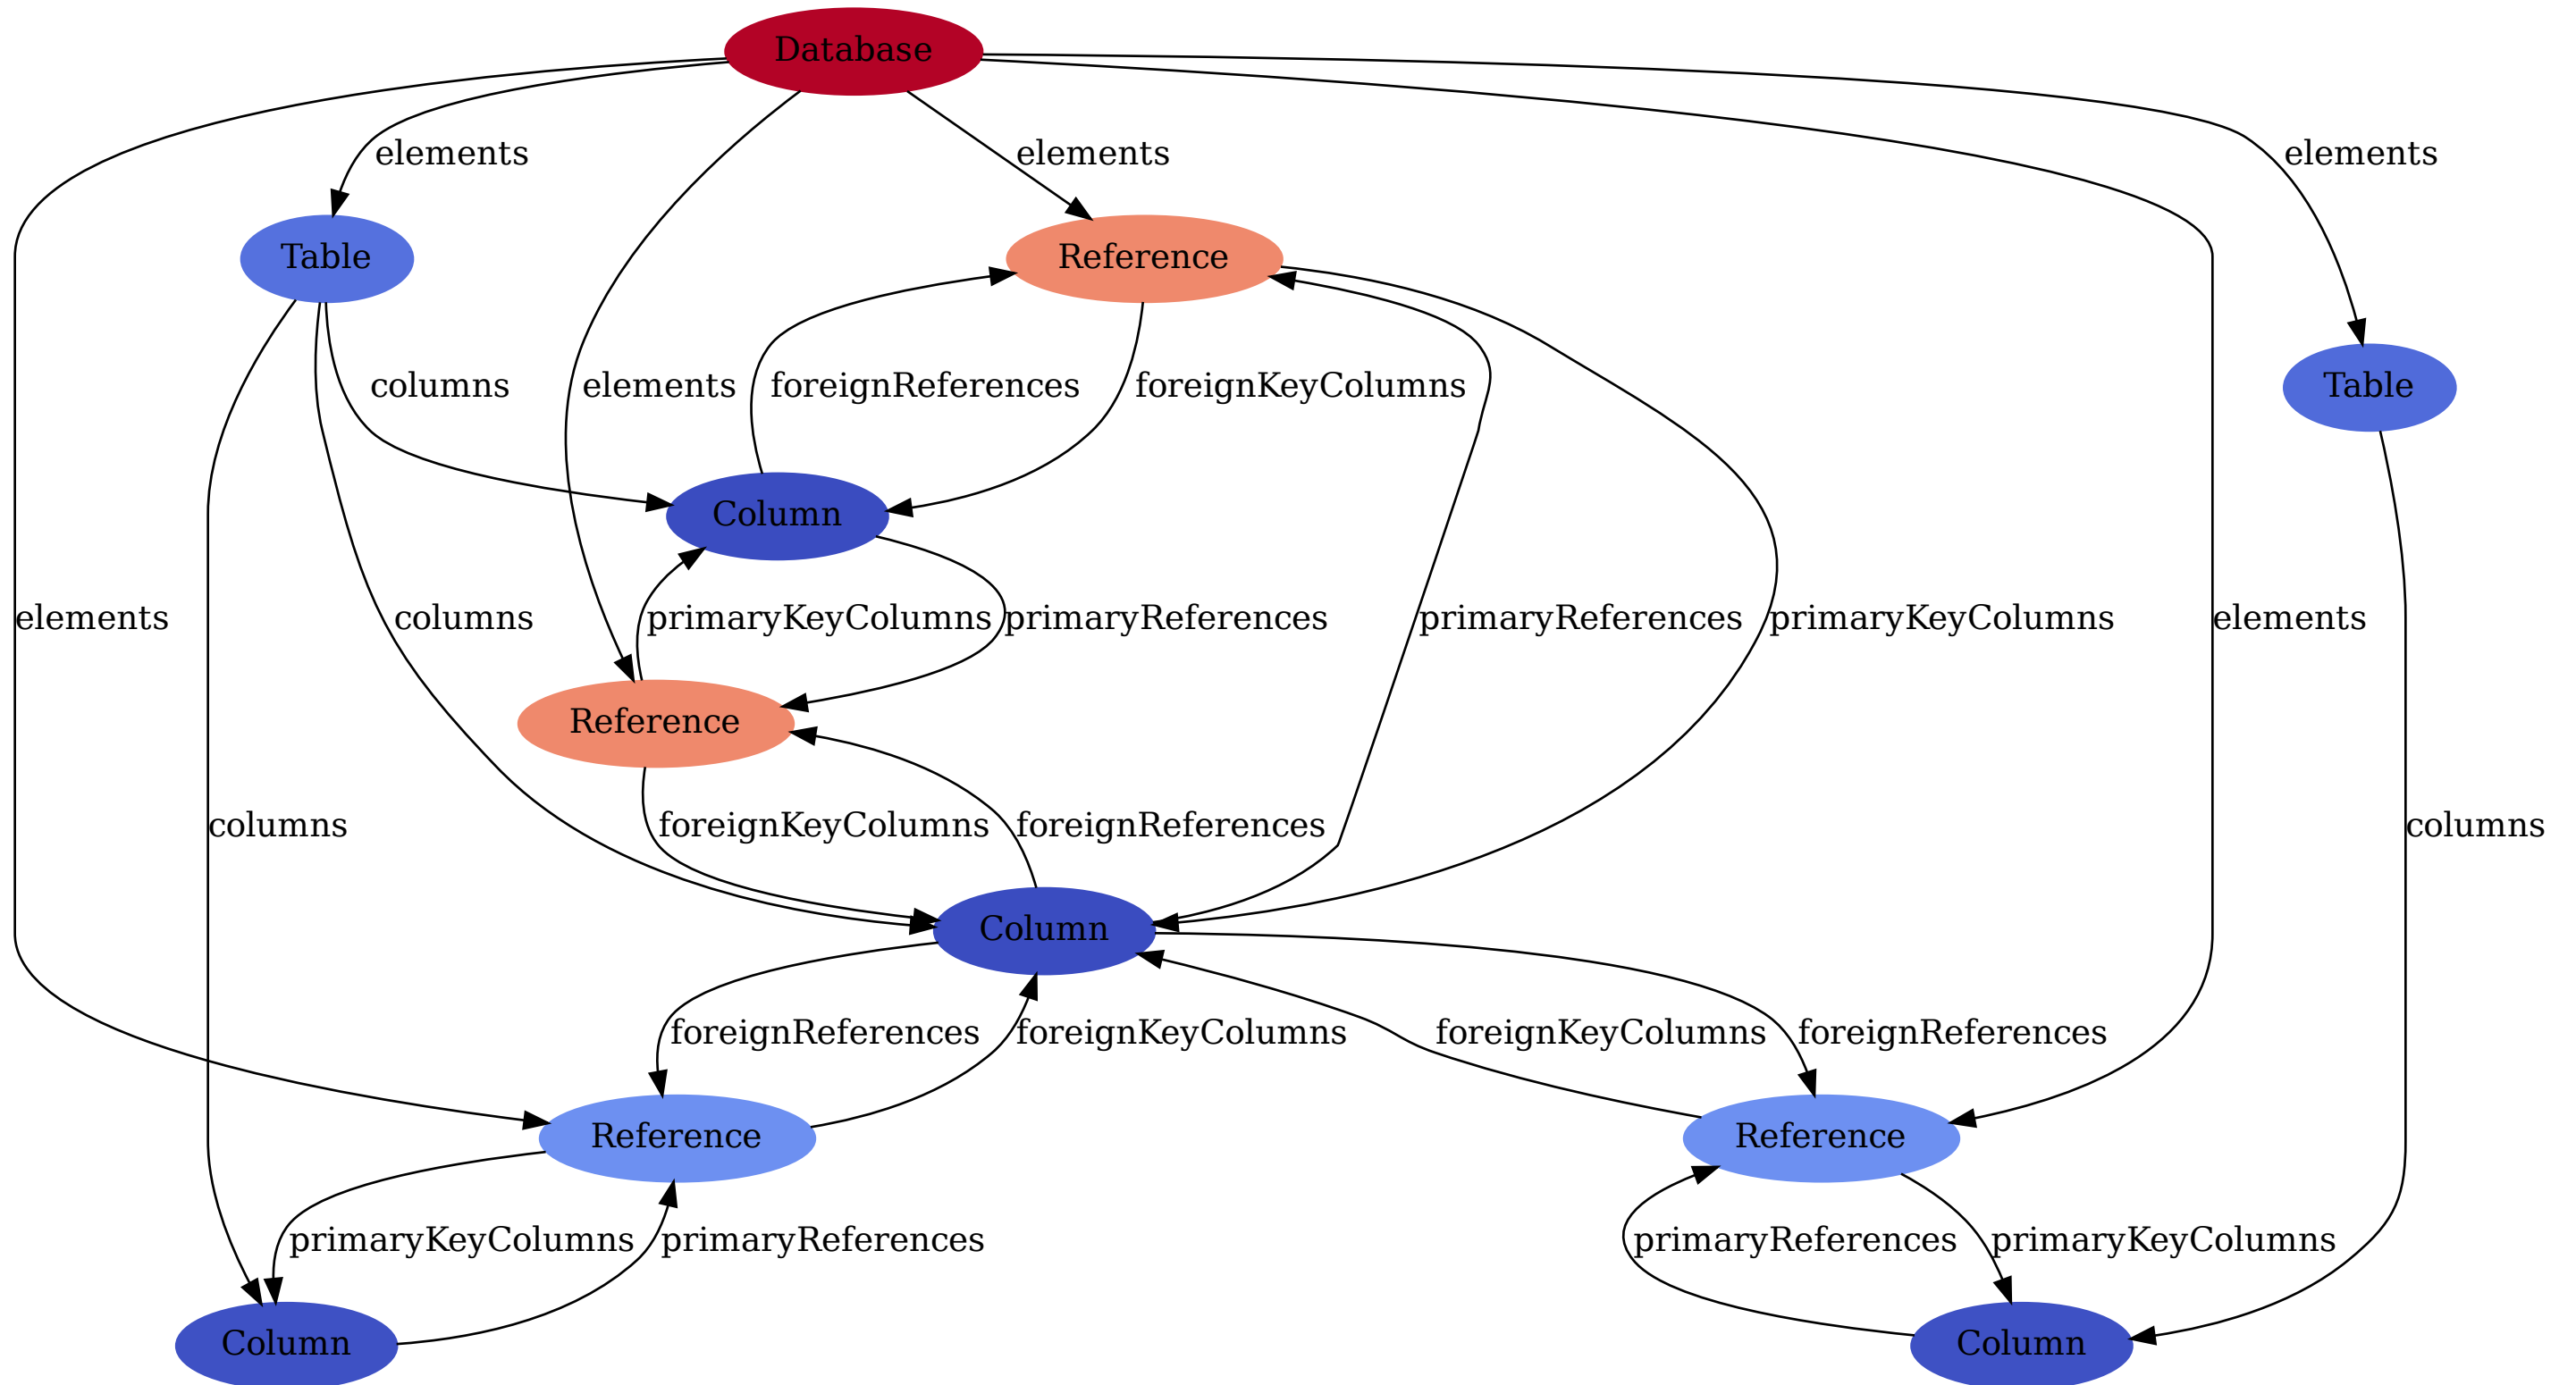 Database
elements
elements
elements
Table
Reference
columns
elements
foreignReferences
foreignKeyColumns
Table
Column
elements
columns
primaryKeyColumns
primaryReferences
primaryReferences
primaryKeyColumns
elements
Reference
columns
foreignKeyColumns
foreignReferences
columns
Column
foreignReferences
foreignKeyColumns
foreignKeyColumns
foreignReferences
Reference
Reference
primaryKeyColumns
primaryReferences
primaryReferences
primaryKeyColumns
Column
Column